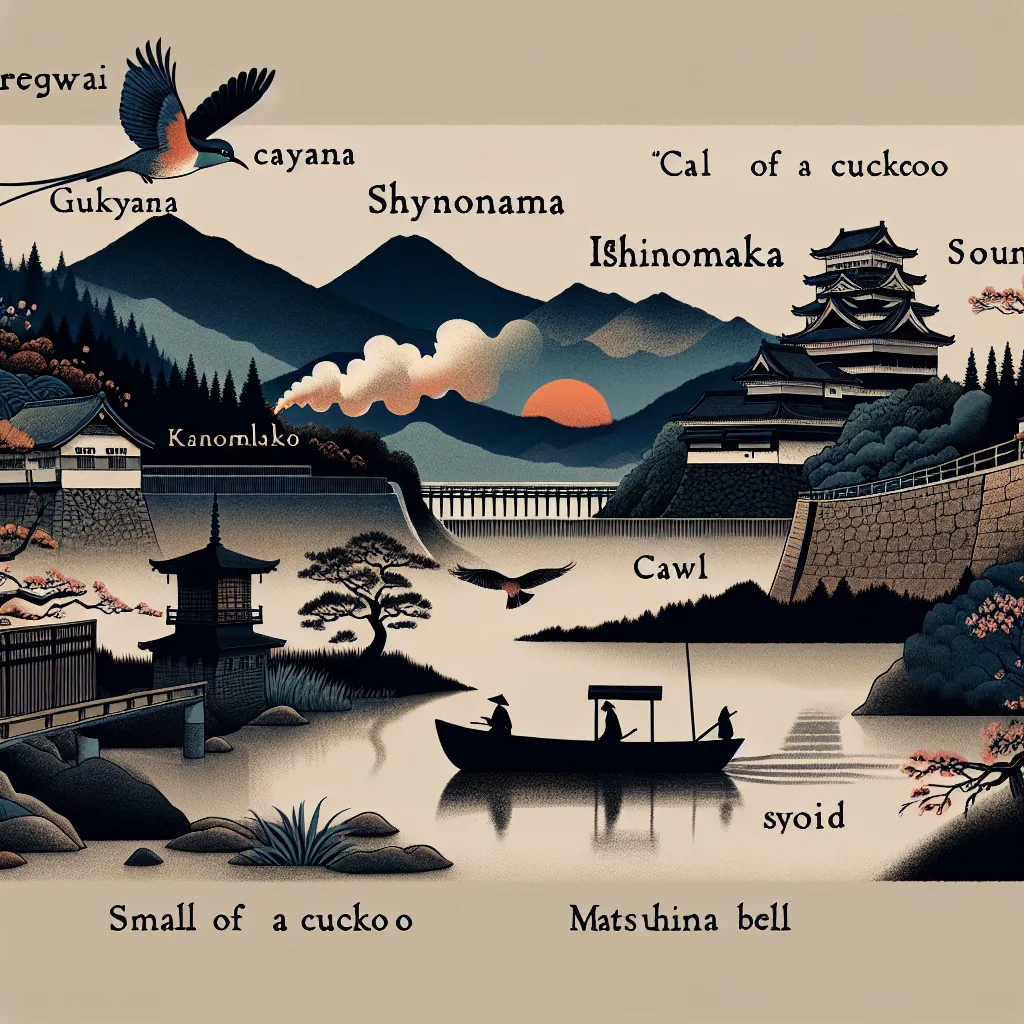 regwai
cayana
"Cal of a cuckoo
Gukyana
Shynonama
Ishinomaka
Soun
Kanomlako
Cawl
syoid
Small of a cuckoo
Matsuhina bell